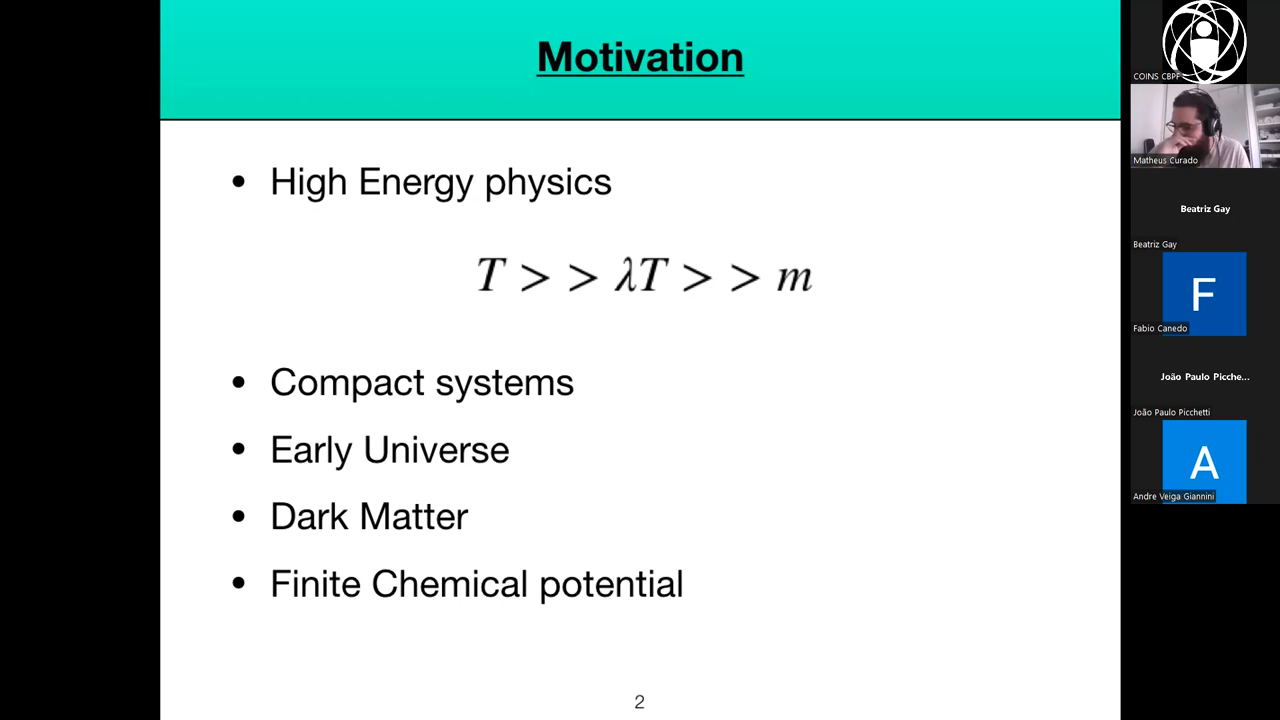 Motivation
• High Energy physics
T > > λT > > m
• Compact systems
• Early Universe
• Dark Matter
• Finite Chemical potential
2
COINS CBPF
Matheus Curado
Beatriz Gay
Beatriz Gay
F
Fabio Canedo
João Paulo Picche...
João Paulo Picchetti
A
Andre Veiga Giannini